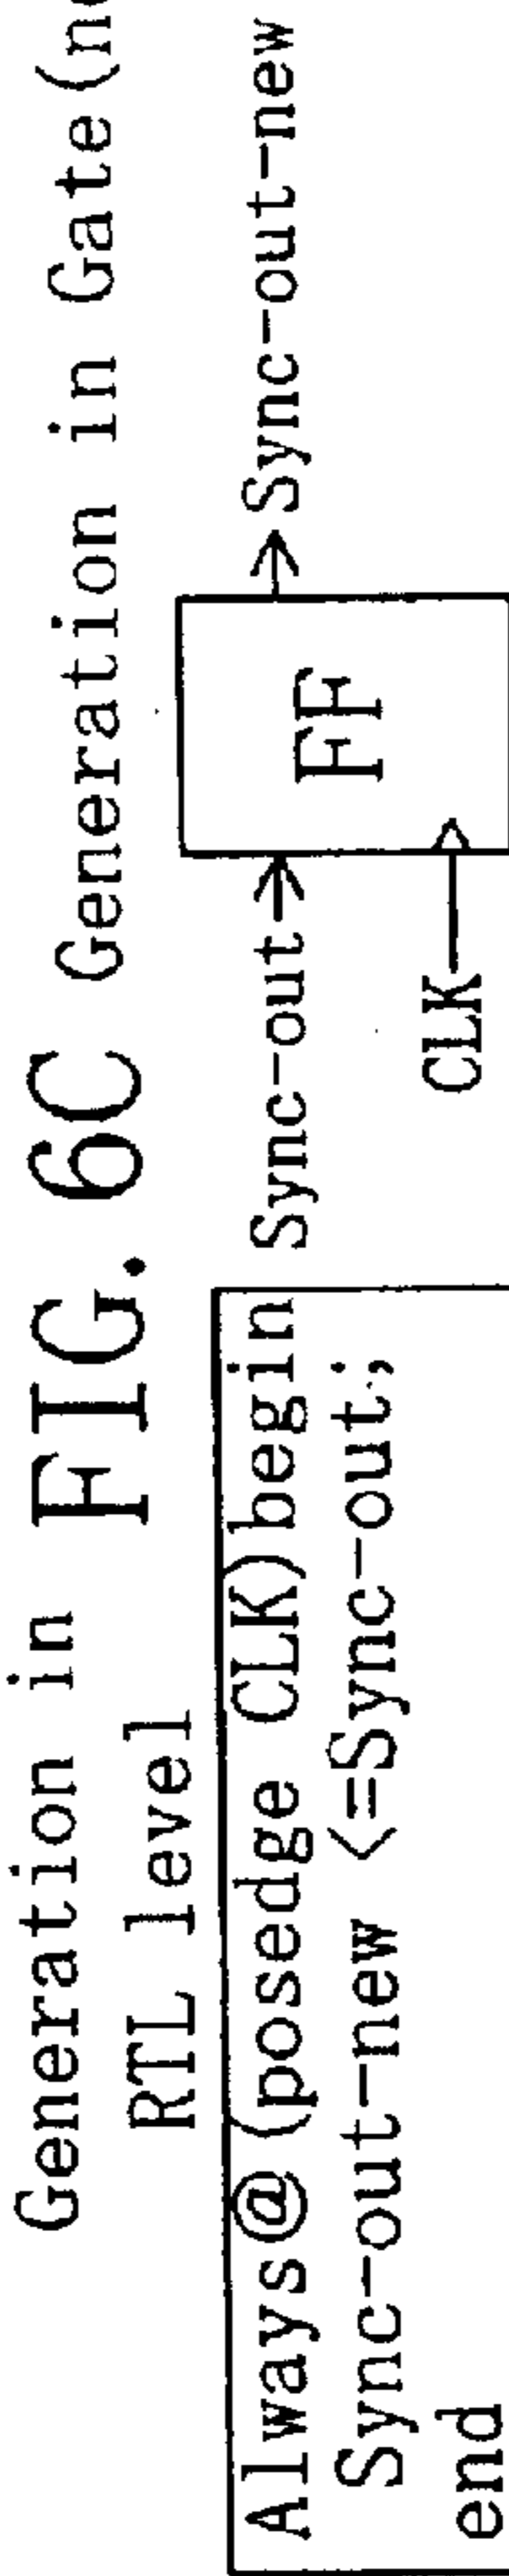 Generation in
RTL level
Always@(posedge CLK)begin
Sync-out-new <=Sync-out;
end
FIG. 6C
Generation in Gate
Sync-out
FF
CLK
Sync-out-new